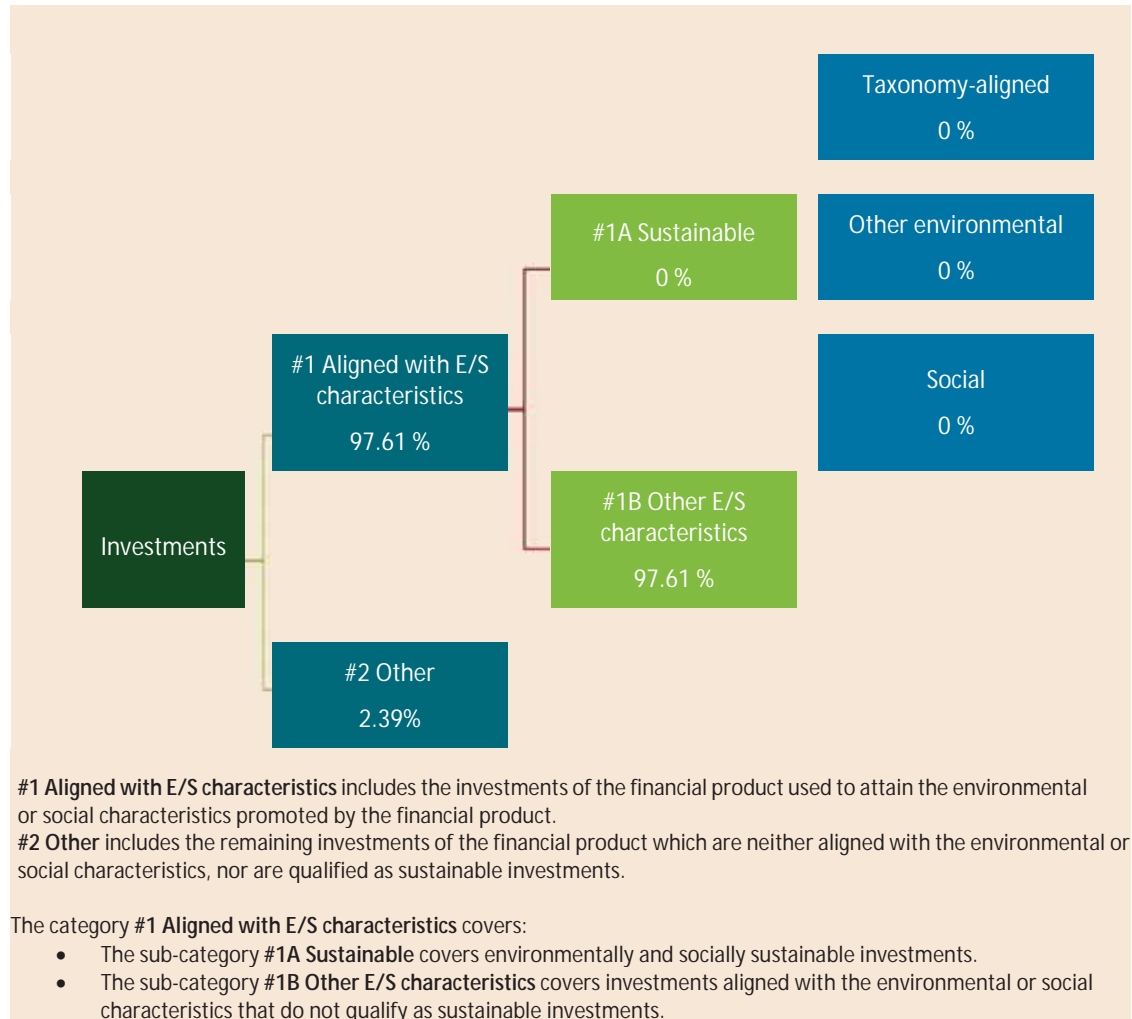 Taxonomy-aligned
0 %
#1A Sustainable
0 %
Other environmental
0 %
#1 Aligned with E/S
characteristics
97.61 %
Social
0 %
Investments
#1B Other E/S
characteristics
97.61 %
#2 Other
2.39%
#1 Aligned with E/S characteristics includes the investments of the financial product used to attain the environmental
or social characteristics promoted by the financial product.
#2 Other includes the remaining investments of the financial product which are neither aligned with the environmental or
social characteristics, nor are qualified as sustainable investments.
The category #1 Aligned with E/S characteristics covers:
• The sub-category #1A Sustainable covers environmentally and socially sustainable investments.
• The sub-category #1B Other E/S characteristics covers investments aligned with the environmental or social
characteristics that do not qualify as sustainable investments.